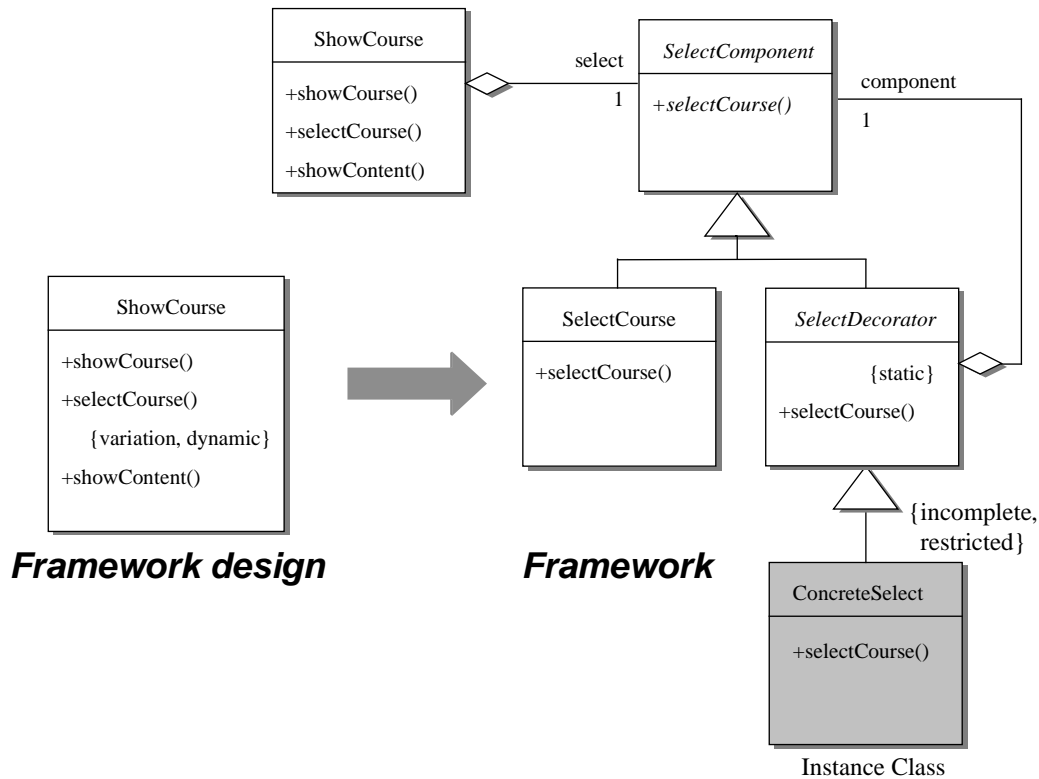 ShowCourse
+showCourse()
+selectCourse()
+showContent()
select
1
SelectComponent
+selectCourse()
component
1
ShowCourse
+showCourse()
+selectCourse()
{variation, dynamic}
+showContent()
SelectCourse
+selectCourse()
SelectDecorator
{static}
+selectCourse()
{incomplete,
restricted}
Framework design
Framework
ConcreteSelect
+selectCourse()
Instance Class